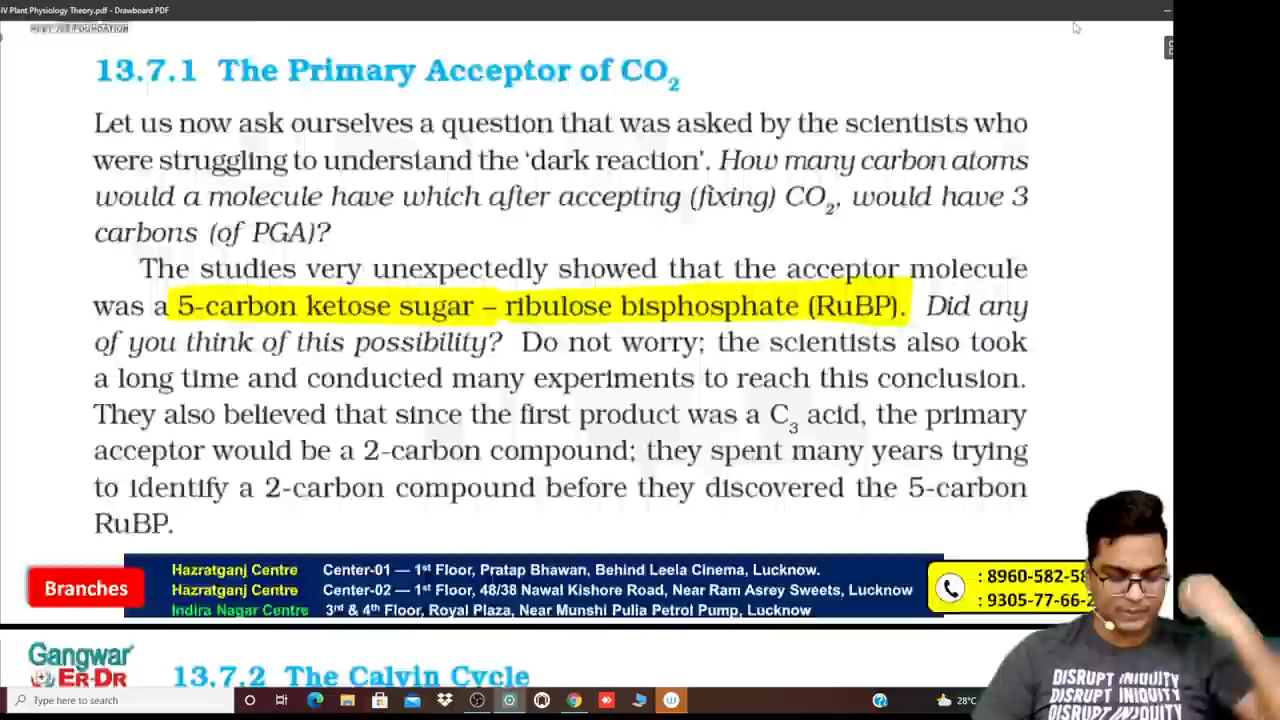 -IV Plant Physiology Theory.pdf - Drawboard PDF
13.7.1 The Primary Acceptor of CO2
Let us now ask ourselves a question that was asked by the scientists who
were struggling to understand the ‘dark reaction’. How many carbon atoms
would a molecule have which after accepting (fixing) CO2, would have 3
carbons (of PGA)?
The studies very unexpectedly showed that the acceptor molecule
was a 5-carbon ketose sugar – ribulose bisphosphate (RuBP). Did any
of you think of this possibility? Do not worry; the scientists also took
a long time and conducted many experiments to reach this conclusion.
They also believed that since the first product was a C3 acid, the primary
acceptor would be a 2-carbon compound; they spent many years trying
to identify a 2-carbon compound before they discovered the 5-carbon
RuBP.
Branches
Hazratganj Centre Center-01 — 1st Floor, Pratap Bhawan, Behind Leela Cinema, Lucknow.
Hazratganj Centre Center-02 — 1st Floor, 48/38 Nawal Kishore Road, Near Ram Asrey Sweets, Lucknow
Indira Nagar Centre 3rd & 4th Floor, Royal Plaza, Near Munshi Pulia Petrol Pump, Lucknow
: 8960-582-5
: 9305-77-66-
Gangwar
Er-Dr
13.7.2 The Calvin Cycle
DISRUPT INIQUITY
DISRUPT INIQUITY
DISRUPT INIQUITY
Type here to search
28°C